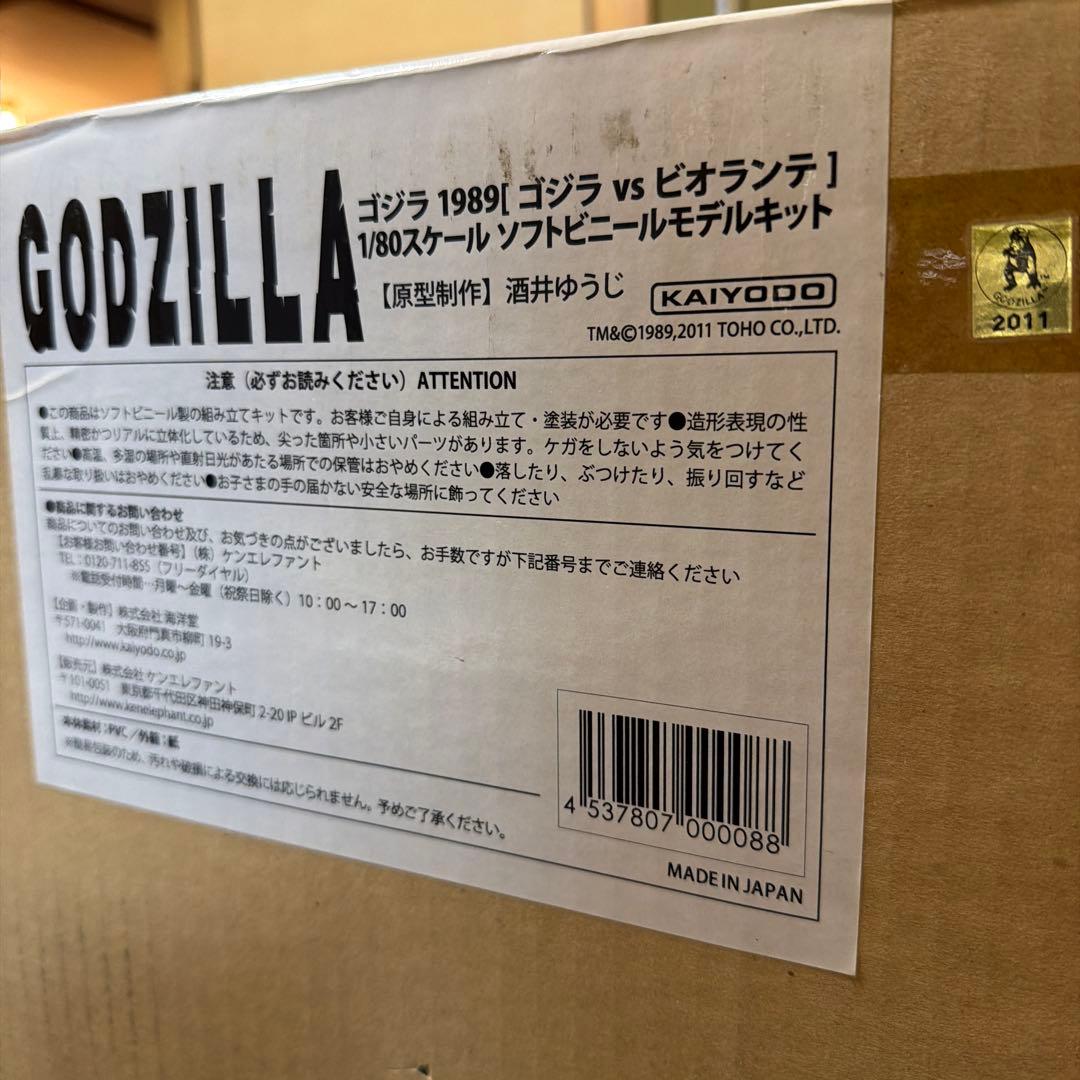 GODZILLA
ゴジラ 1989[ ゴジラ vs ビオランテ ]
1/80スケール ソフトビニールモデルキット
【原型制作】酒井ゆうじ
KAIYODO
TM&©1989,2011 TOHO CO.,LTD.
注意（必ずお読みください）ATTENTION
●この商品はソフトビニール製の組み立てキットです。お客様ご自身による組み立て・塗装が必要です●造形表現の性
質上、精密かつリアルに立体化しているため、尖った箇所や小さいパーツがあります。ケガをしないよう気をつけてく
ださい●高温、多湿の場所や直射日光があたる場所での保管はおやめください●落したり、ぶつけたり、振り回すなど
乱暴な取り扱いはおやめください●お子さまの手の届かない安全な場所に飾ってください
●商品に関するお問い合わせ
商品についてのお問い合わせ及び、お気づきの点がございましたら、お手数ですが下記番号までご連絡ください
【お客様お問い合わせ番号】（株）ケンエレファント
TEL：0120-711-855（フリーダイヤル）
※電話受付時間…月曜～金曜（祝祭日除く）10：00～17：00
【企画・製作】株式会社 海洋堂
〒571-0041　大阪府門真市柳町 19-3
http://www.kaiyodo.co.jp
【販売元】株式会社 ケンエレファント
〒101-0051　東京都千代田区神田神保町 2-20 IP ビル 2F
http://www.kenelephant.co.jp
本体素材：PVC／外箱：紙
※簡易包装のため、汚れや破損による交換には応じられません。予めご了承ください。
4 537807 000088
MADE IN JAPAN
GODZILLA
TM
2011